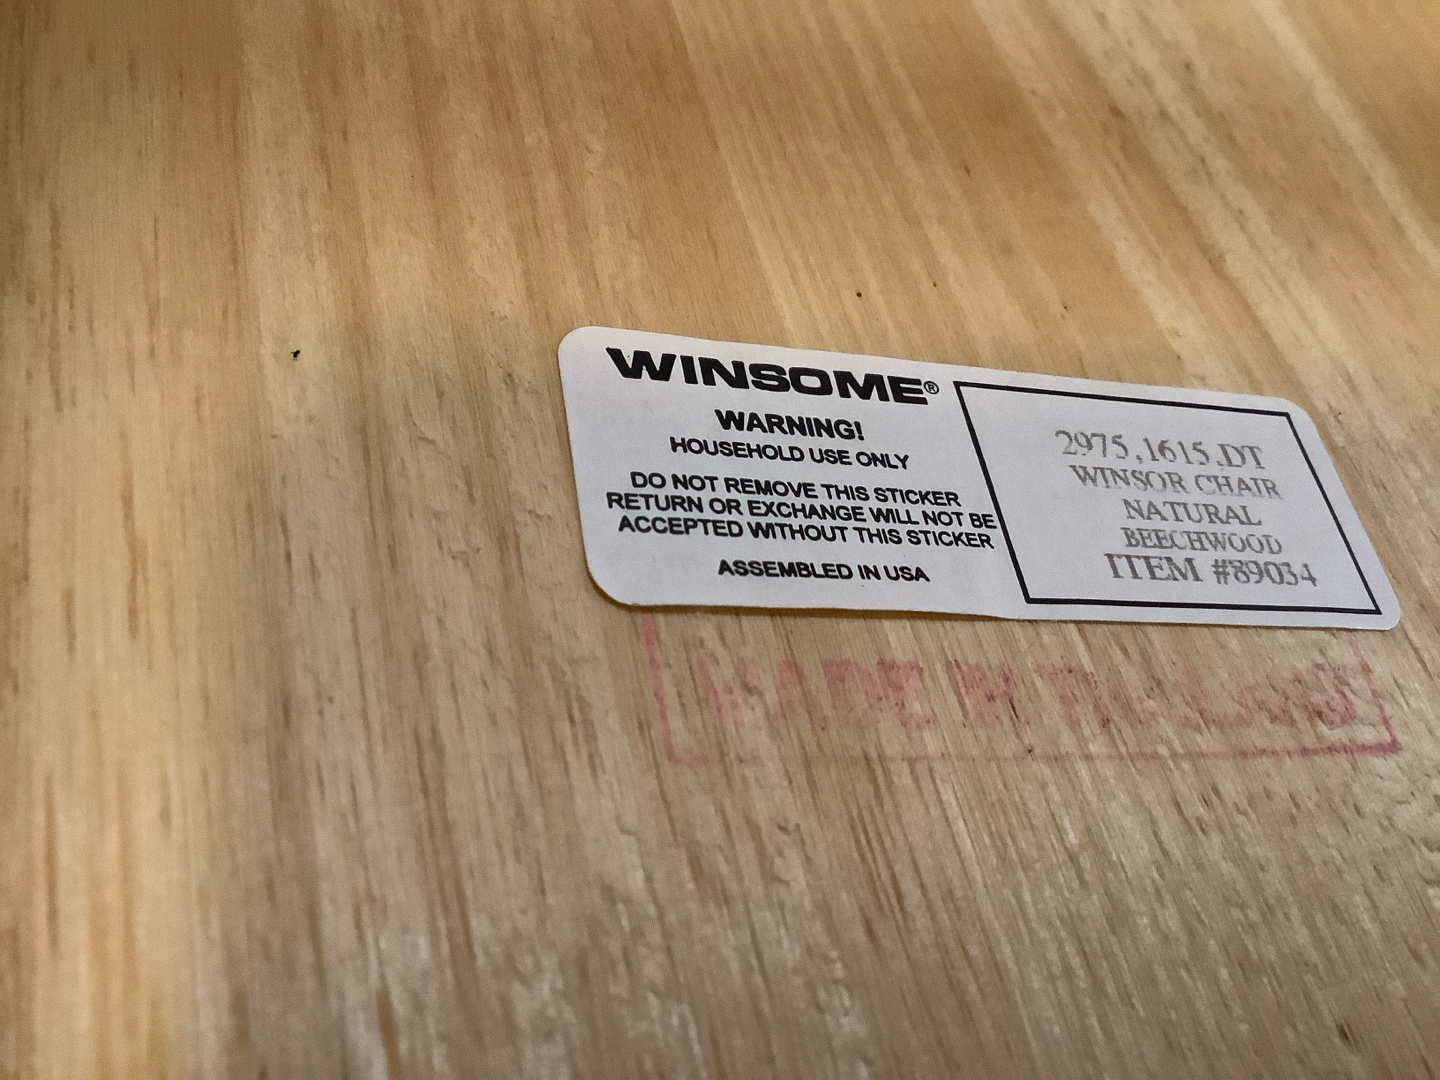 WINSOME®
WARNING!
HOUSEHOLD USE ONLY
DO NOT REMOVE THIS STICKER
RETURN OR EXCHANGE WILL NOT BE
ACCEPTED WITHOUT THIS STICKER
ASSEMBLED IN USA
2975,1615,DT
WINSOR CHAIR
NATURAL
BEECHWOOD
ITEM #89034
MADE IN THAILAND